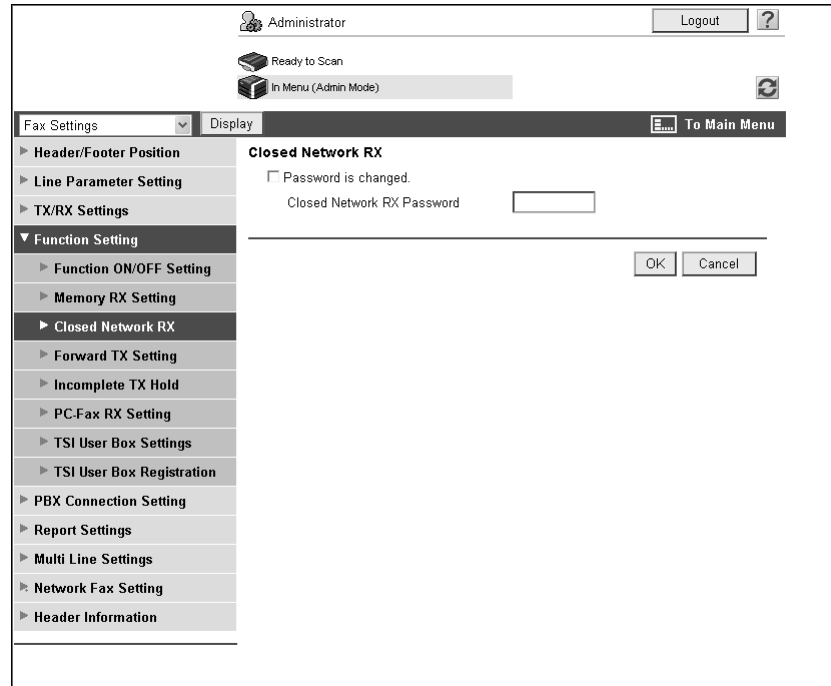 Administrator
Logout
?
Ready to Scan
In Menu (Admin Mode)
Fax Settings
Display
To Main Menu
Header/Footer Position
Line Parameter Setting
TX/RX Settings
Function Setting
Function ON/OFF Setting
Memory RX Setting
Closed Network RX
Forward TX Setting
Incomplete TX Hold
PC-Fax RX Setting
TSI User Box Settings
TSI User Box Registration
PBX Connection Setting
Report Settings
Multi Line Settings
Network Fax Setting
Header Information
Closed Network RX
Password is changed.
Closed Network RX Password
OK
Cancel